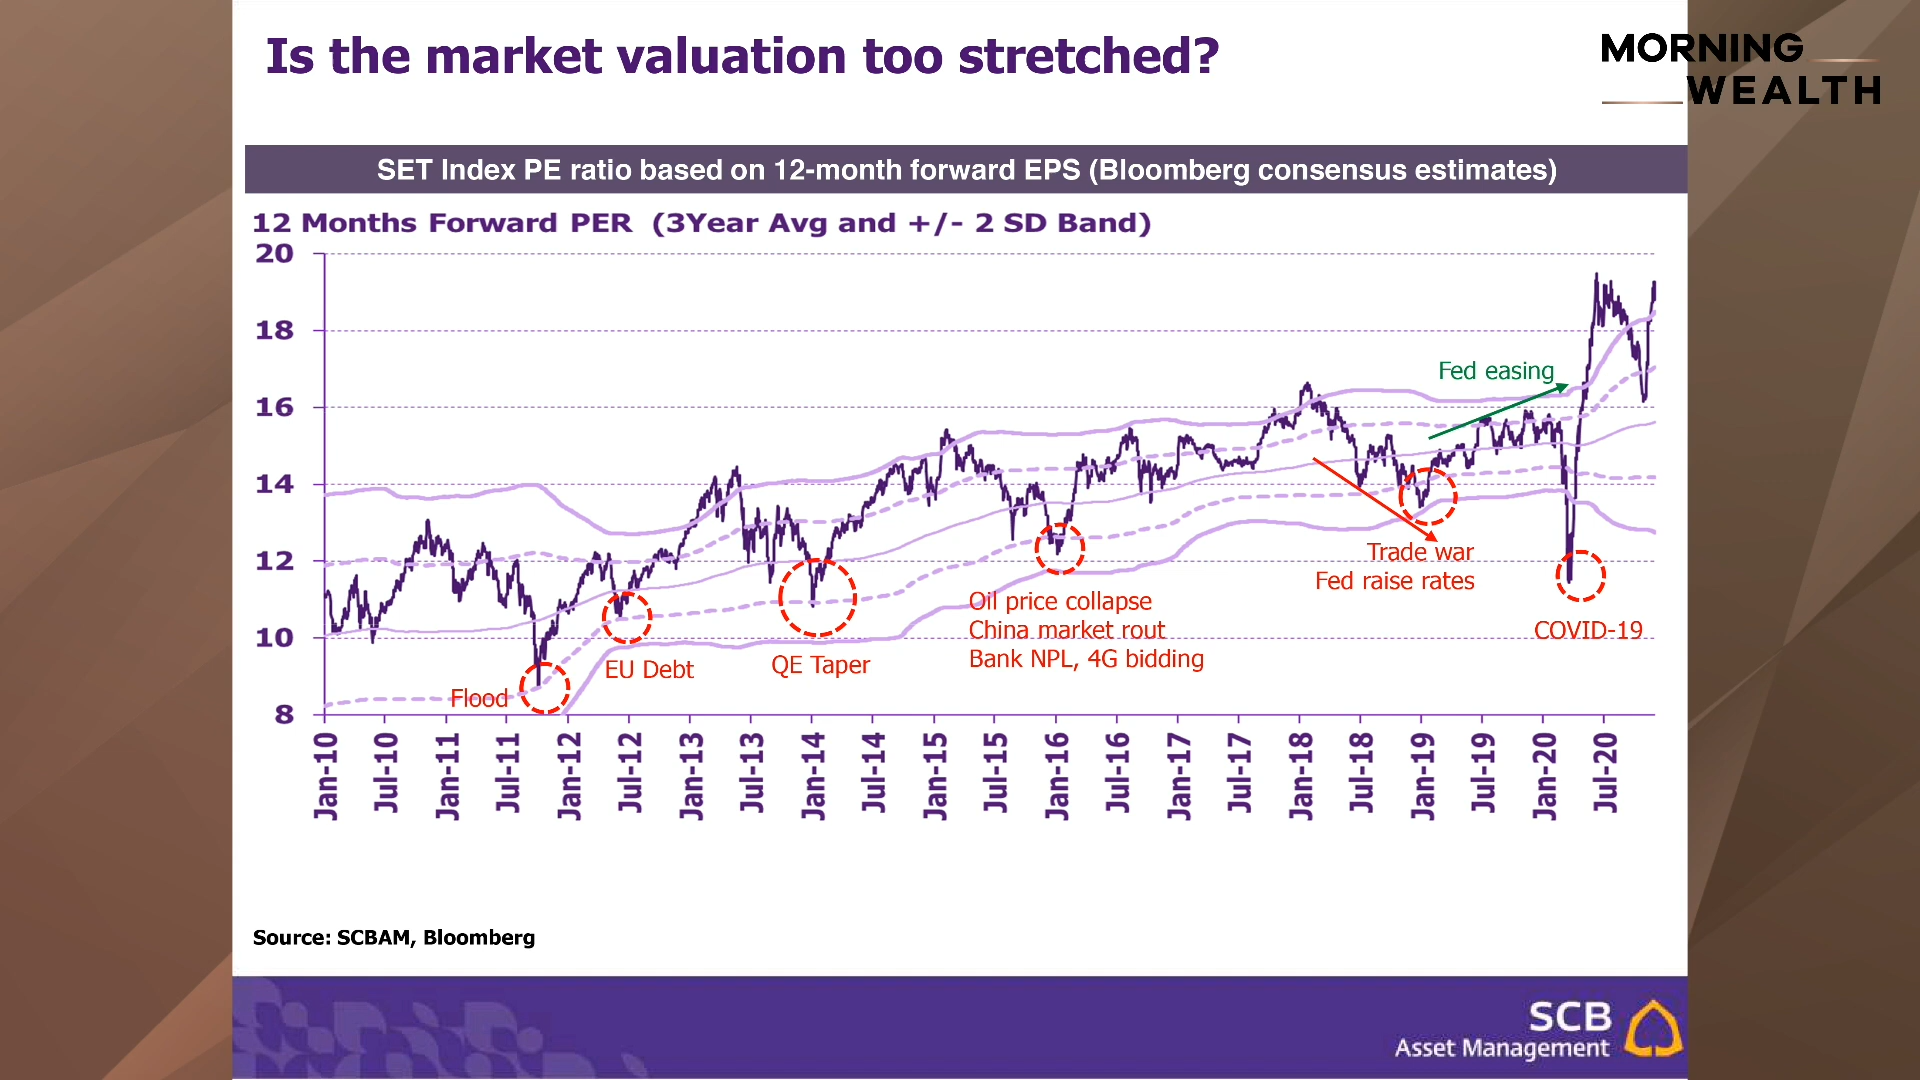 Is the market valuation too stretched?
MORNING
WEALTH
SET Index PE ratio based on 12-month forward EPS (Bloomberg consensus estimates)
12 Months Forward PER (3Year Avg and +/- 2 SD Band)
20
18
16
14
12
10
8
Fed easing
Trade war
Fed raise rates
Oil price collapse
China market rout
Bank NPL, 4G bidding
COVID-19
EU Debt
QE Taper
Flood
Jan-10
Jul-10
Jan-11
Jul-11
Jan-12
Jul-12
Jan-13
Jul-13
Jan-14
Jul-14
Jan-15
Jul-15
Jan-16
Jul-16
Jan-17
Jul-17
Jan-18
Jul-18
Jan-19
Jul-19
Jan-20
Jul-20
Source: SCBAM, Bloomberg
SCB
Asset Management